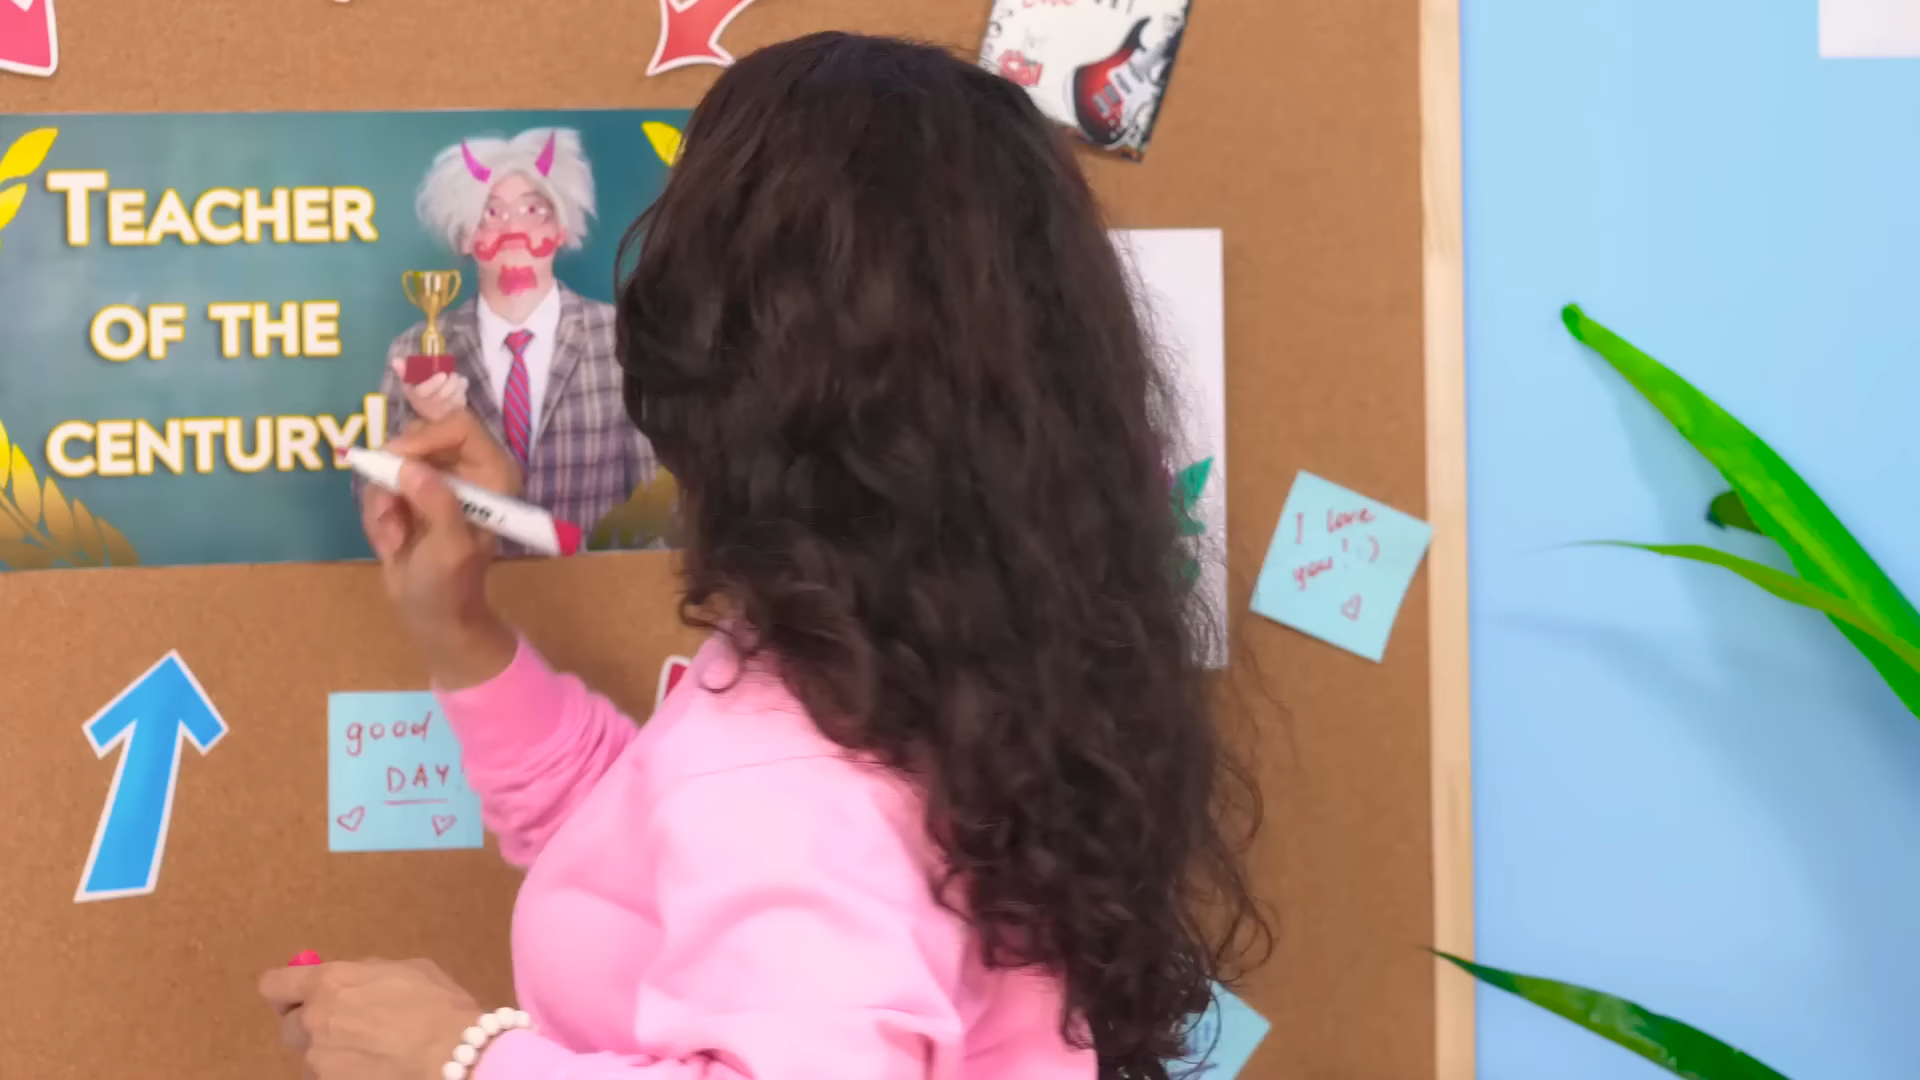 TEACHER
OF THE
CENTURY!
I love
you! :)
good
DAY!